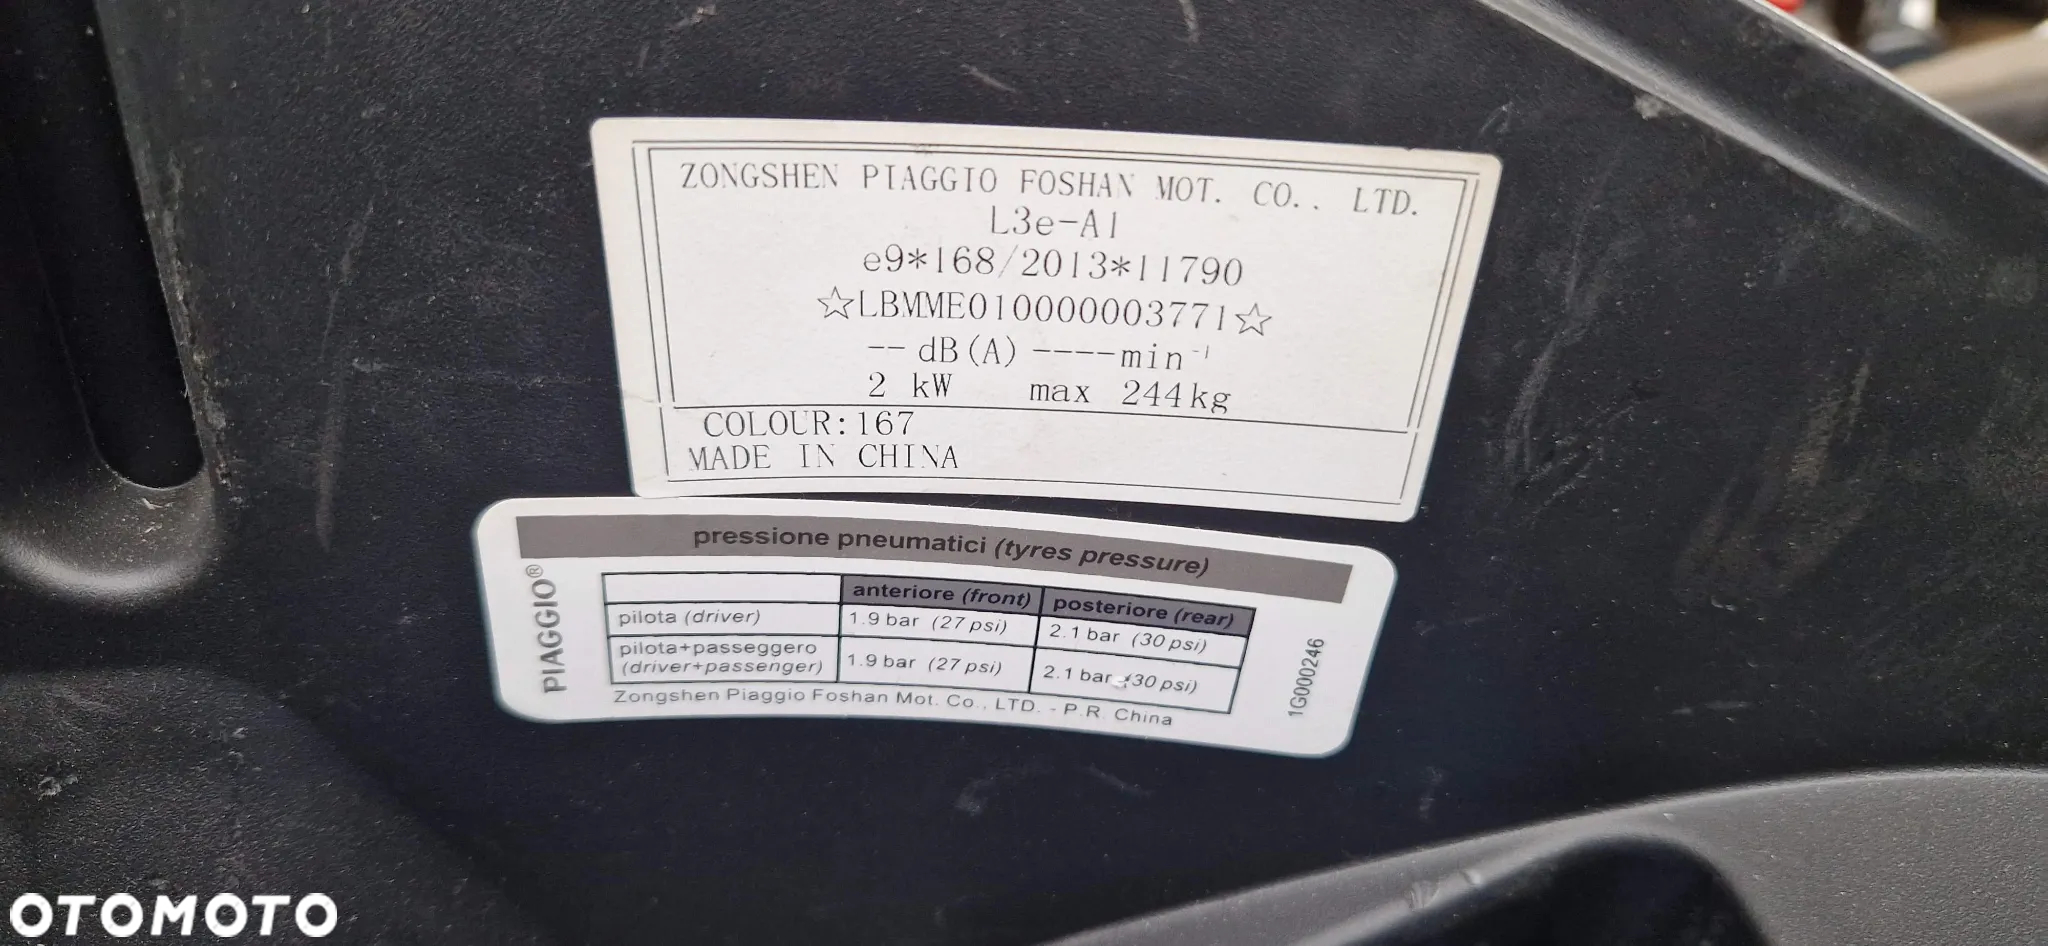 ZONGSHEN PIAGGIO FOSHAN MOT. CO., LTD.
L3e-A1
e9*168/2013*11790
☆LBMME010000003771☆
-- dB(A) ----min⁻¹
2 kW max 244kg
COLOUR:167
MADE IN CHINA
pressione pneumatici (tyres pressure)
PIAGGIO®
anteriore (front) posteriore (rear)
pilota (driver) 1.9 bar (27 psi) 2.1 bar (30 psi)
pilota+passeggero
(driver+passenger) 1.9 bar (27 psi) 2.1 bar (30 psi)
Zongshen Piaggio Foshan Mot. Co., LTD. - P.R. China
1G000246
OTOMOTO